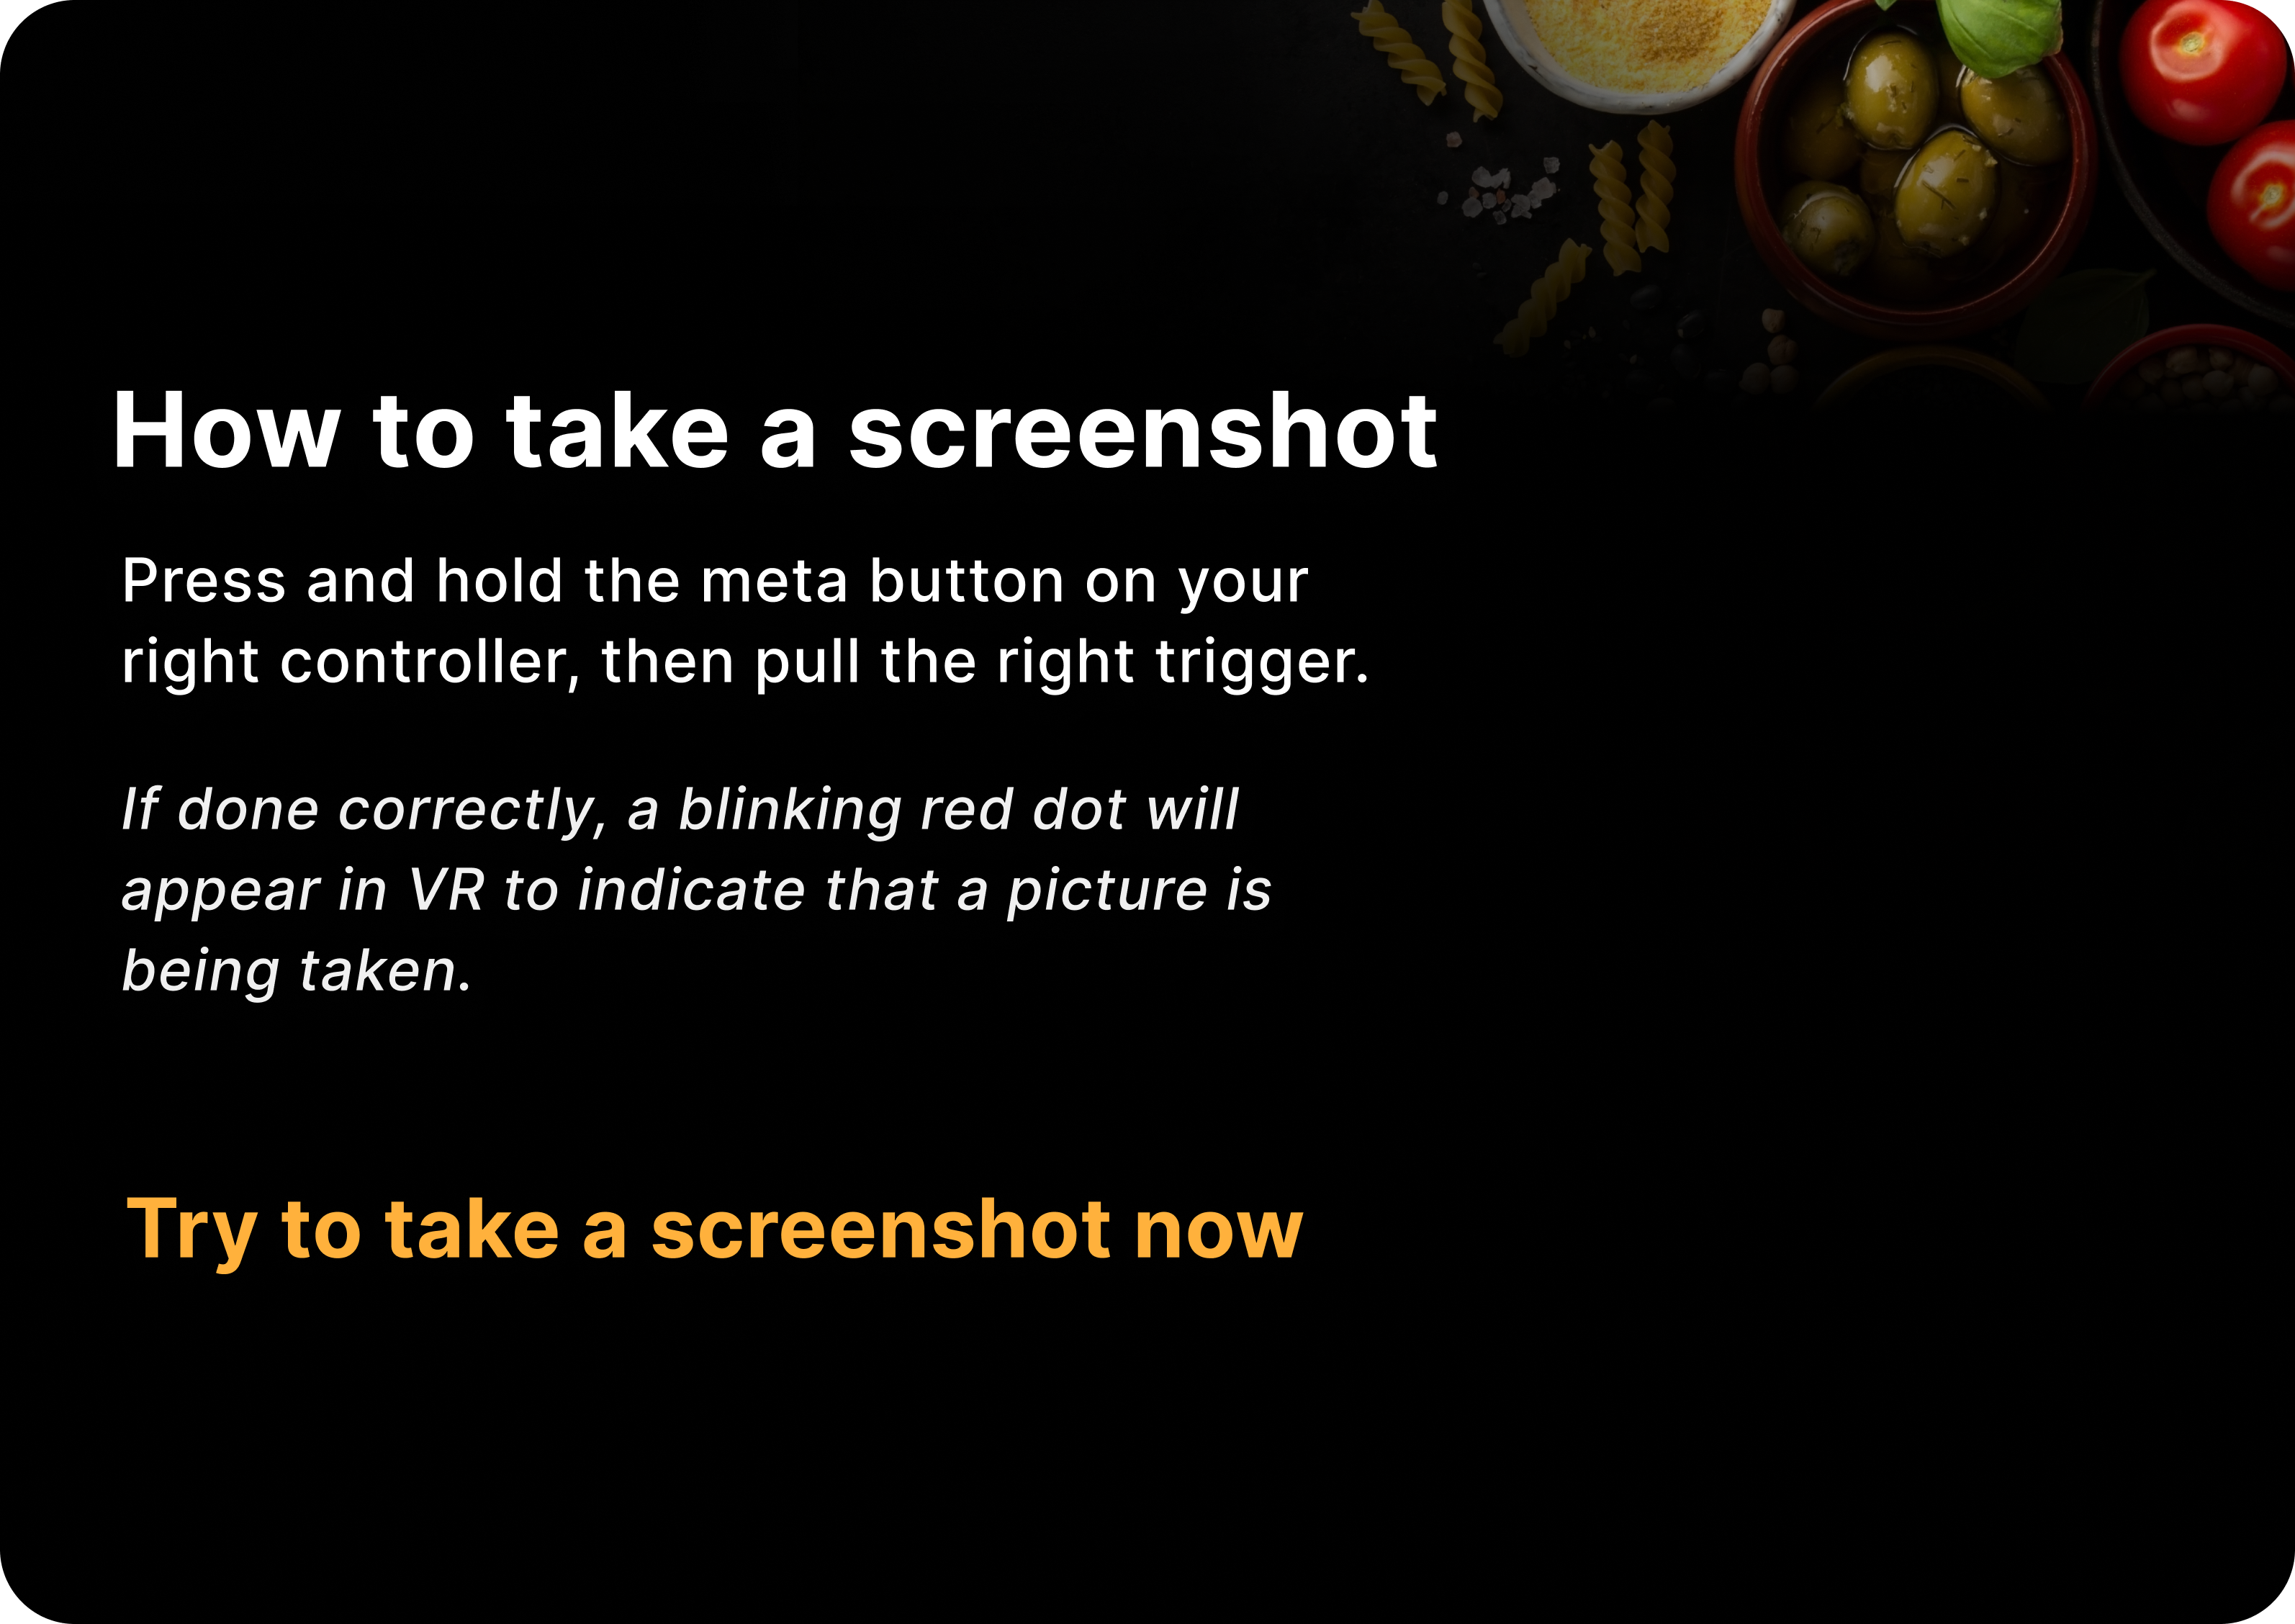 How to take a screenshot
Press and hold the meta button on your
right controller, then pull the right trigger.
If done correctly, a blinking red dot will
appear in VR to indicate that a picture is
being taken.
Try to take a screenshot now